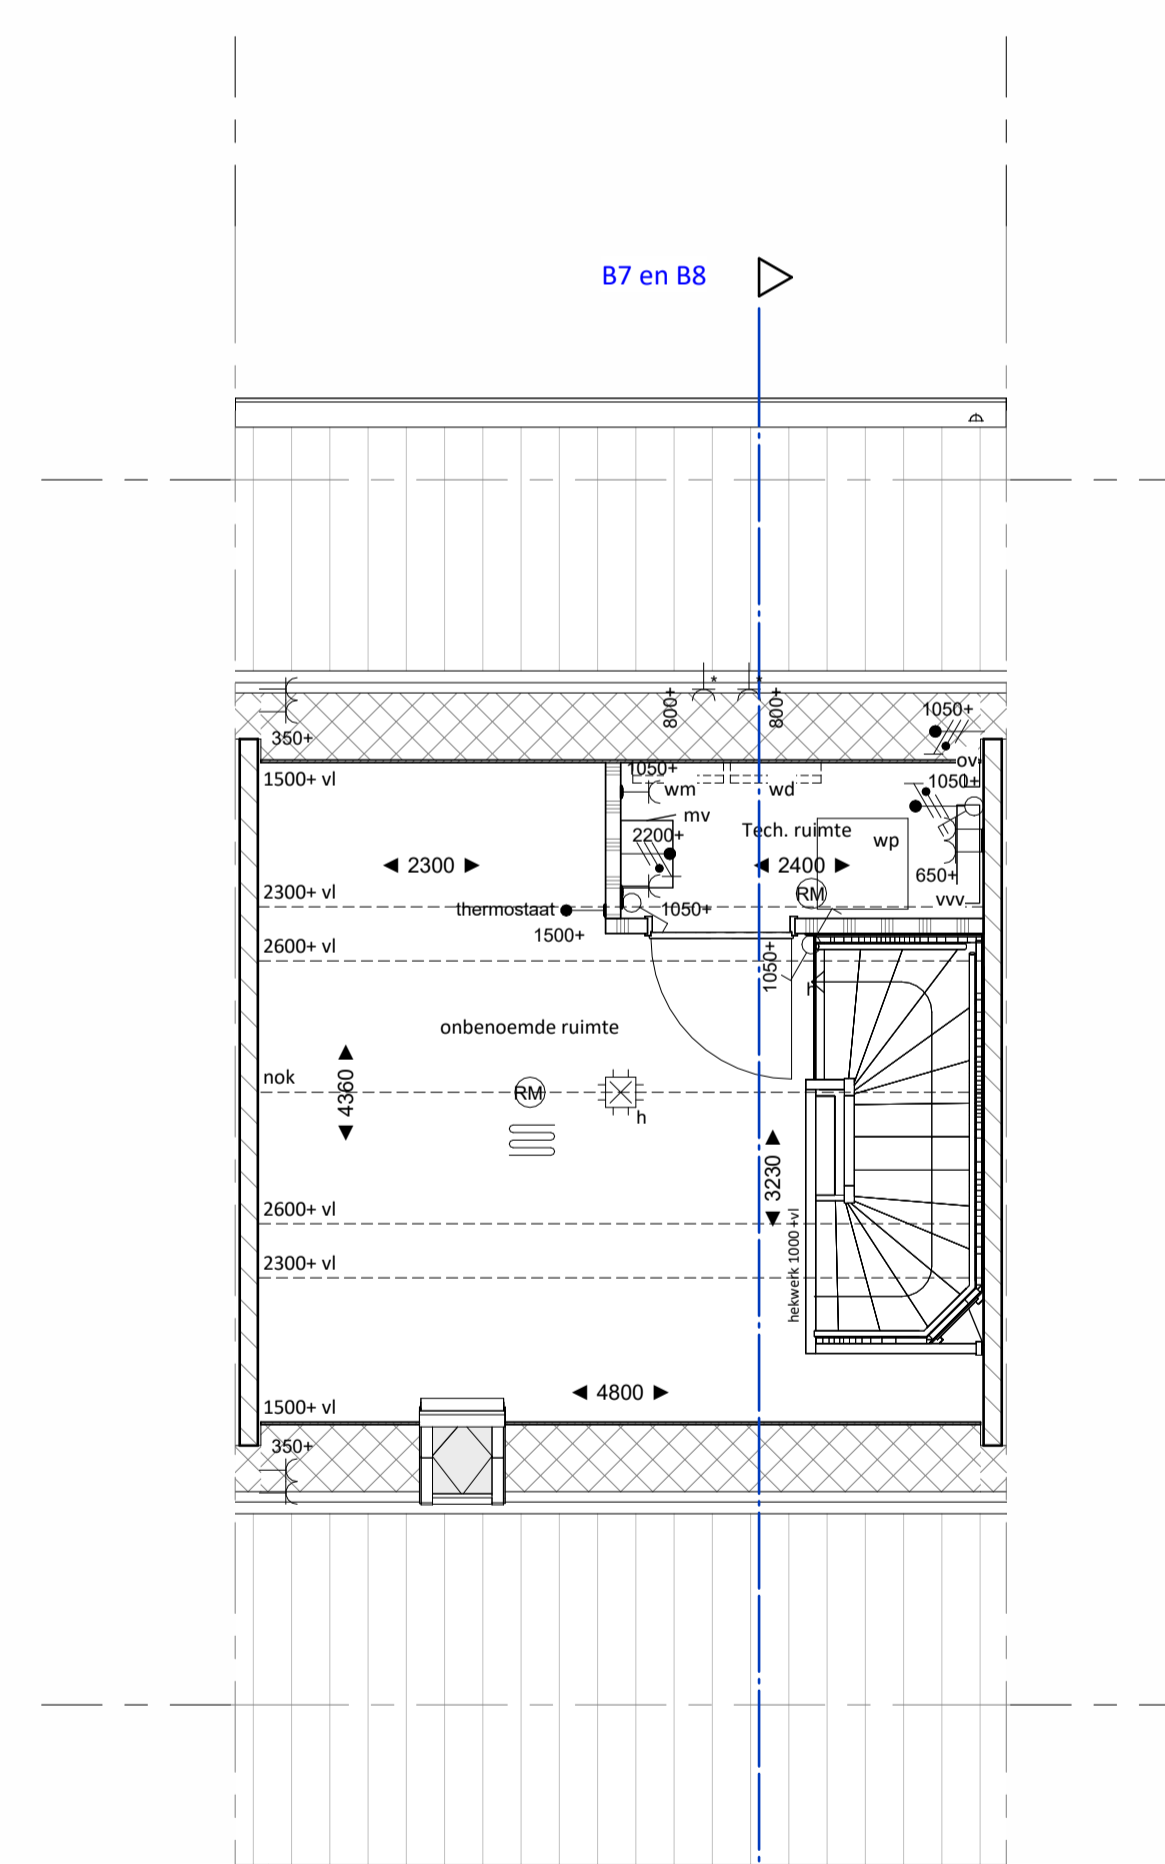 B7 en B8
*
*
800+
800+
1050+
350+
ov
1500+ vl
1050+
wm
wd
1050+
mv
2200+
Tech. ruimte
wp
2300
2400
650+
RM
vvv
2300+ vl
thermostaat
1050+
1500+
2600+ vl
1050+
onbenoemde ruimte
nok
4360
RM
h
3230
2600+ vl
hekwerk 1000 +vl
2300+ vl
4800
1500+ vl
350+